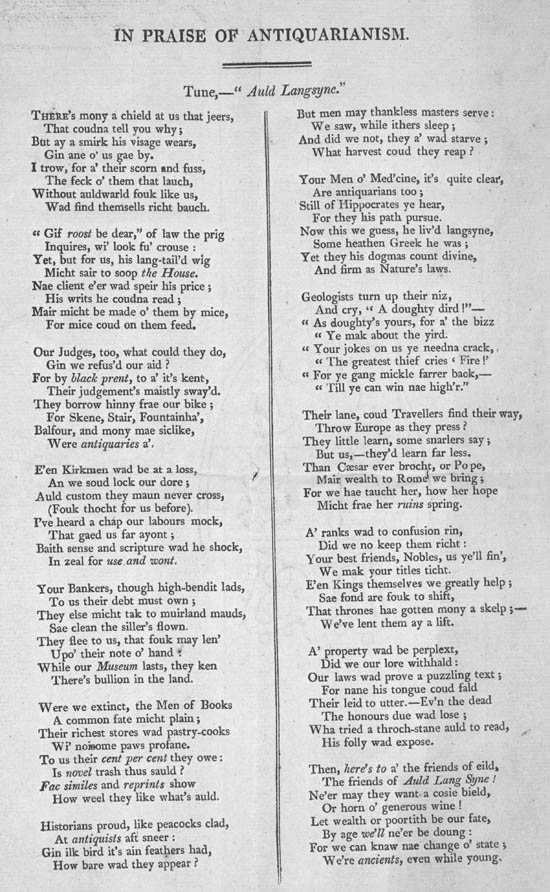 IN PRAISE OF ANTIQUARIANISM.
Tune,—“ Auld Langsyne.”
THERE’s mony a chield at us that jeers,
That coudna tell you why ;
But ay a smirk his visage wears,
Gin ane o’ us gae by.
I trow, for a’ their scorn and fuss,
The feck o’ them that lauch,
Without auldwarld fouk like us,
Wad find themsells richt bauch.
“ Gif roost be dear,” of law the prig
Inquires, wi’ look fu’ crouse :
Yet, but for us, his lang-tail’d wig
Micht sair to soop the House.
Nae client e’er wad speir his price ;
His writs he coudna read ;
Mair might be made o’ them by mice,
For mice coud on them feed.
Our Judges, too, what could they do,
Gin we refus’d our aid ?
For by black prent, to a’ it’s kent,
Their judgement’s maistly sway’d.
They borrow hinny frae our bike ;
For Skene, Stair, Fountainha’,
Balfour, and mony mae siclike,
Were antiquaries a’.
E’en Kirkmen wad be at a loss,
An we soud lock our dore ;
Auld custom they maun never cross,
(Fouk thocht for us before).
I’ve heard a chap our labours mock,
That gaed us far ayont ;
Baith sense and scripture wad he shock,
In zeal for use and wont.
Your Bankers, though high-bendit lads,
To us their debt must own ;
They else micht tak to muirland mauds,
Sae clean the siller’s flown.
They flee to us, that fouk may len’
Upo’ their note o’ hand :
While our Museum lasts, they ken
There’s bullion in the land.
Were we extinct, the Men of Books
A common fate micht plain ;
Their richest stores wad pastry-cooks
Wi’ noisome paws profane.
To us their cent per cent they owe :
Is novel trash thus sauld ?
Fac similes and reprints show
How weel they like what’s auld.
Historians proud, like peacocks clad,
At antiquists aft sneer :
Gin ilk bird it’s ain feathers had,
How bare wad they appear ?
But men may thankless masters serve :
We saw, while ithers sleep ;
And did we not, they a’ wad starve ;
What harvest coud they reap ?
Your Men o’ Med’cine, it’s quite clear,
Are antiquarians too ;
Still of Hippocrates ye hear,
For they his path pursue.
Now this we guess, he liv’d langsyne,
Some heathen Greek he was ;
Yet they his dogmas count divine,
And firm as Nature’s laws.
Geologists turn up their niz,
And cry, “ A doughty dird !”—
“ As doughty’s yours, for a’ the bizz
“ Ye mak about the yird.
“ Your jokes on us ye needna crack,
“ The greatest thief cries ‘ Fire !’
“ For ye gang mickle farrer back,—
“ Till ye can win nae high’r.”
Their lane, coud Travellers find their way,
Throw Europe as they press ?
They little learn, some snarlers say ;
But us,—they’d learn far less.
Than Cæsar ever brocht, or Pope,
Mair wealth to Rome we bring ;
For we hae taucht her, how her hope
Micht frae her ruins spring.
A’ ranks wad to confusion rin,
Did we no keep them richt :
Your best friends, Nobles, us ye’ll fin’,
We mak your titles ticht.
E’en Kings themselves we greatly help ;
Sae fond are fouk to shift,
That thrones hae gotten mony a skelp ;—
We’ve lent them ay a lift.
A’ property wad be perplext,
Did we our lore withhald :
Our laws wad prove a puzzling text ;
For nane his tongue coud fald
Their leid to utter.—Ev’n the dead
The honours due wad lose ;
Wha tried a throch-stane auld to read,
His folly wad expose.
Then, here’s to a’ the friends of eild,
The friends of Auld Lang Syne !
Ne’er may they want a cosie bield,
Or horn o’ generous wine !
Let wealth or poortith be our fate,
By age we’ll ne’er be doung :
For we can knaw nae change o’ state ;
We’re ancients, even while young.